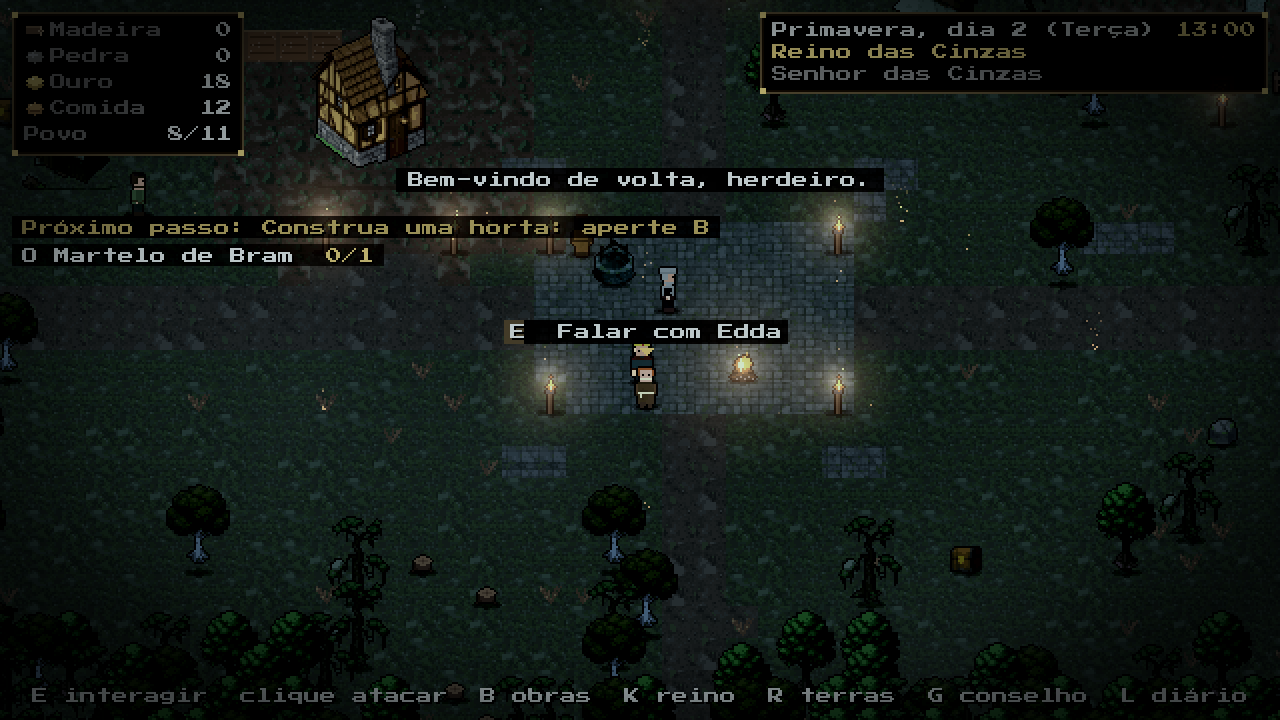 Madeira 0
Pedra 0
Ouro 18
Comida 12
Povo 8/11
Primavera, dia 2 (Terça) 13:00
Reino das Cinzas
Senhor das Cinzas
Bem-vindo de volta, herdeiro.
Próximo passo: Construa uma horta: aperte B
O Martelo de Bram 0/1
E Falar com Edda
E interagir clique atacar B obras K reino R terras G conselho L diário